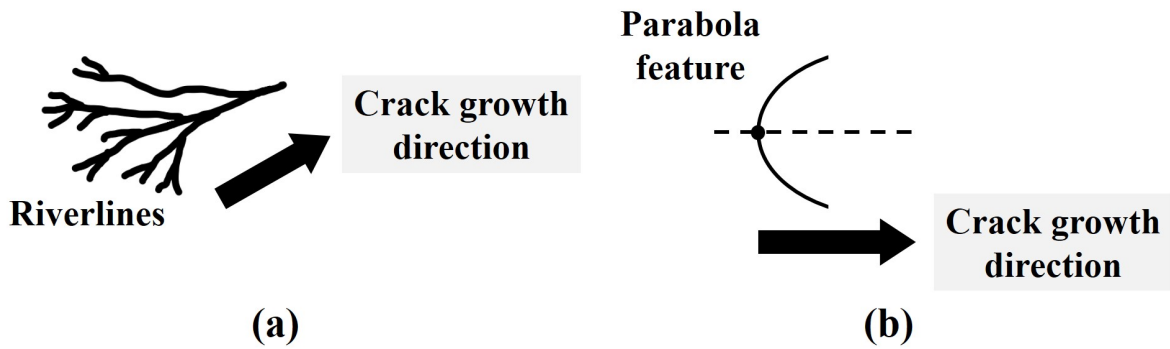 Riverlines
Crack growth
direction
(a)
Parabola
feature
Crack growth
direction
(b)